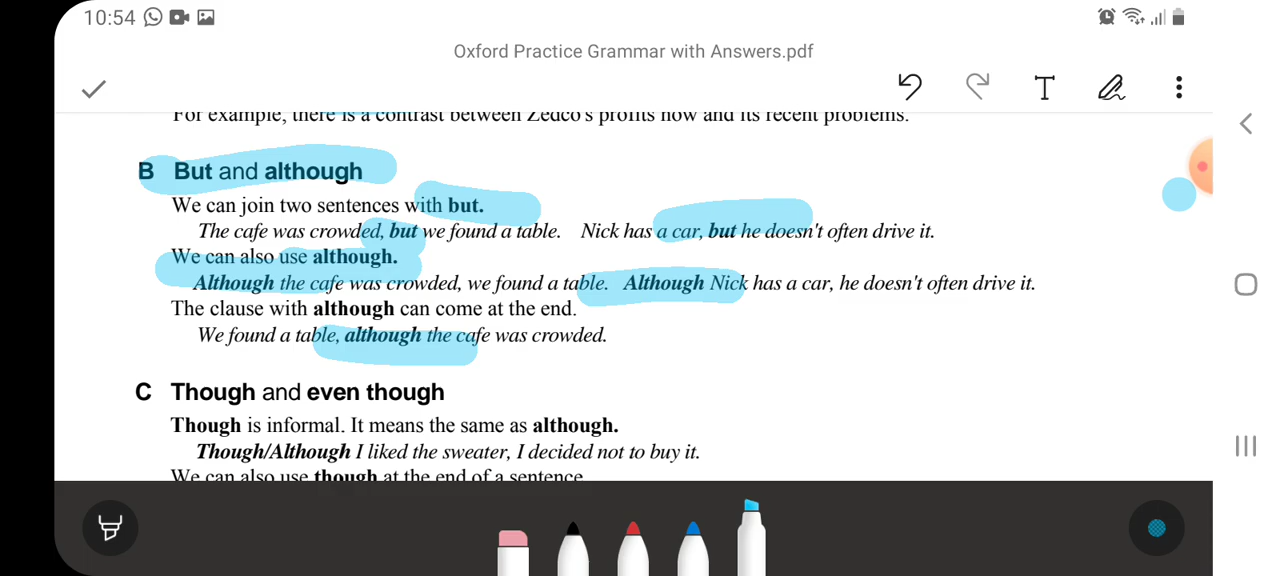 10:54
Oxford Practice Grammar with Answers.pdf
T
For example, there is a contrast between Zedco's profits now and its recent problems.
B But and although
We can join two sentences with but.
The cafe was crowded, but we found a table. Nick has a car, but he doesn't often drive it.
We can also use although.
Although the cafe was crowded, we found a table. Although Nick has a car, he doesn't often drive it.
The clause with although can come at the end.
We found a table, although the cafe was crowded.
C Though and even though
Though is informal. It means the same as although.
Though/Although I liked the sweater, I decided not to buy it.
We can also use though at the end of a sentence